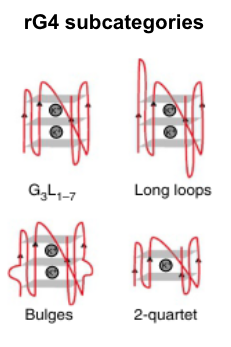 rG4 subcategories
G₃L₁₋₇
Long loops
Bulges
2-quartet